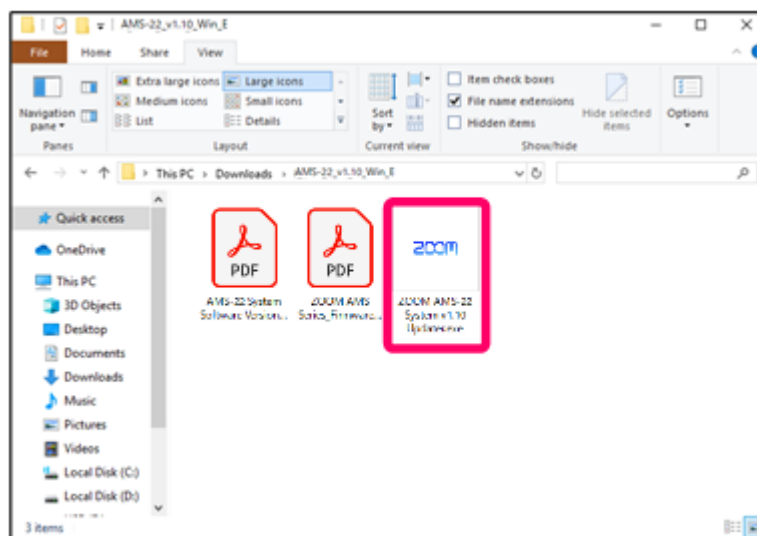 AMS-22_v1.10_Win_E
File Home Share View
Navigation pane
Extra large icons Large icons
Medium icons Small icons
List Details
Sort by
Item check boxes
File name extensions
Hidden items
Hide selected items
Options
Panes Layout Current view Show/hide
This PC > Downloads > AMS-22_v1.10_Win_E
Quick access
OneDrive
This PC
3D Objects
Desktop
Documents
Downloads
Music
Pictures
Videos
Local Disk (C:)
Local Disk (D:)
PDF
AMS-22 System
Software Version...
PDF
ZOOM AMS
Series_Firmware...
ZOOM
ZOOM AMS-22
System v1.10
Updater.exe
3 items